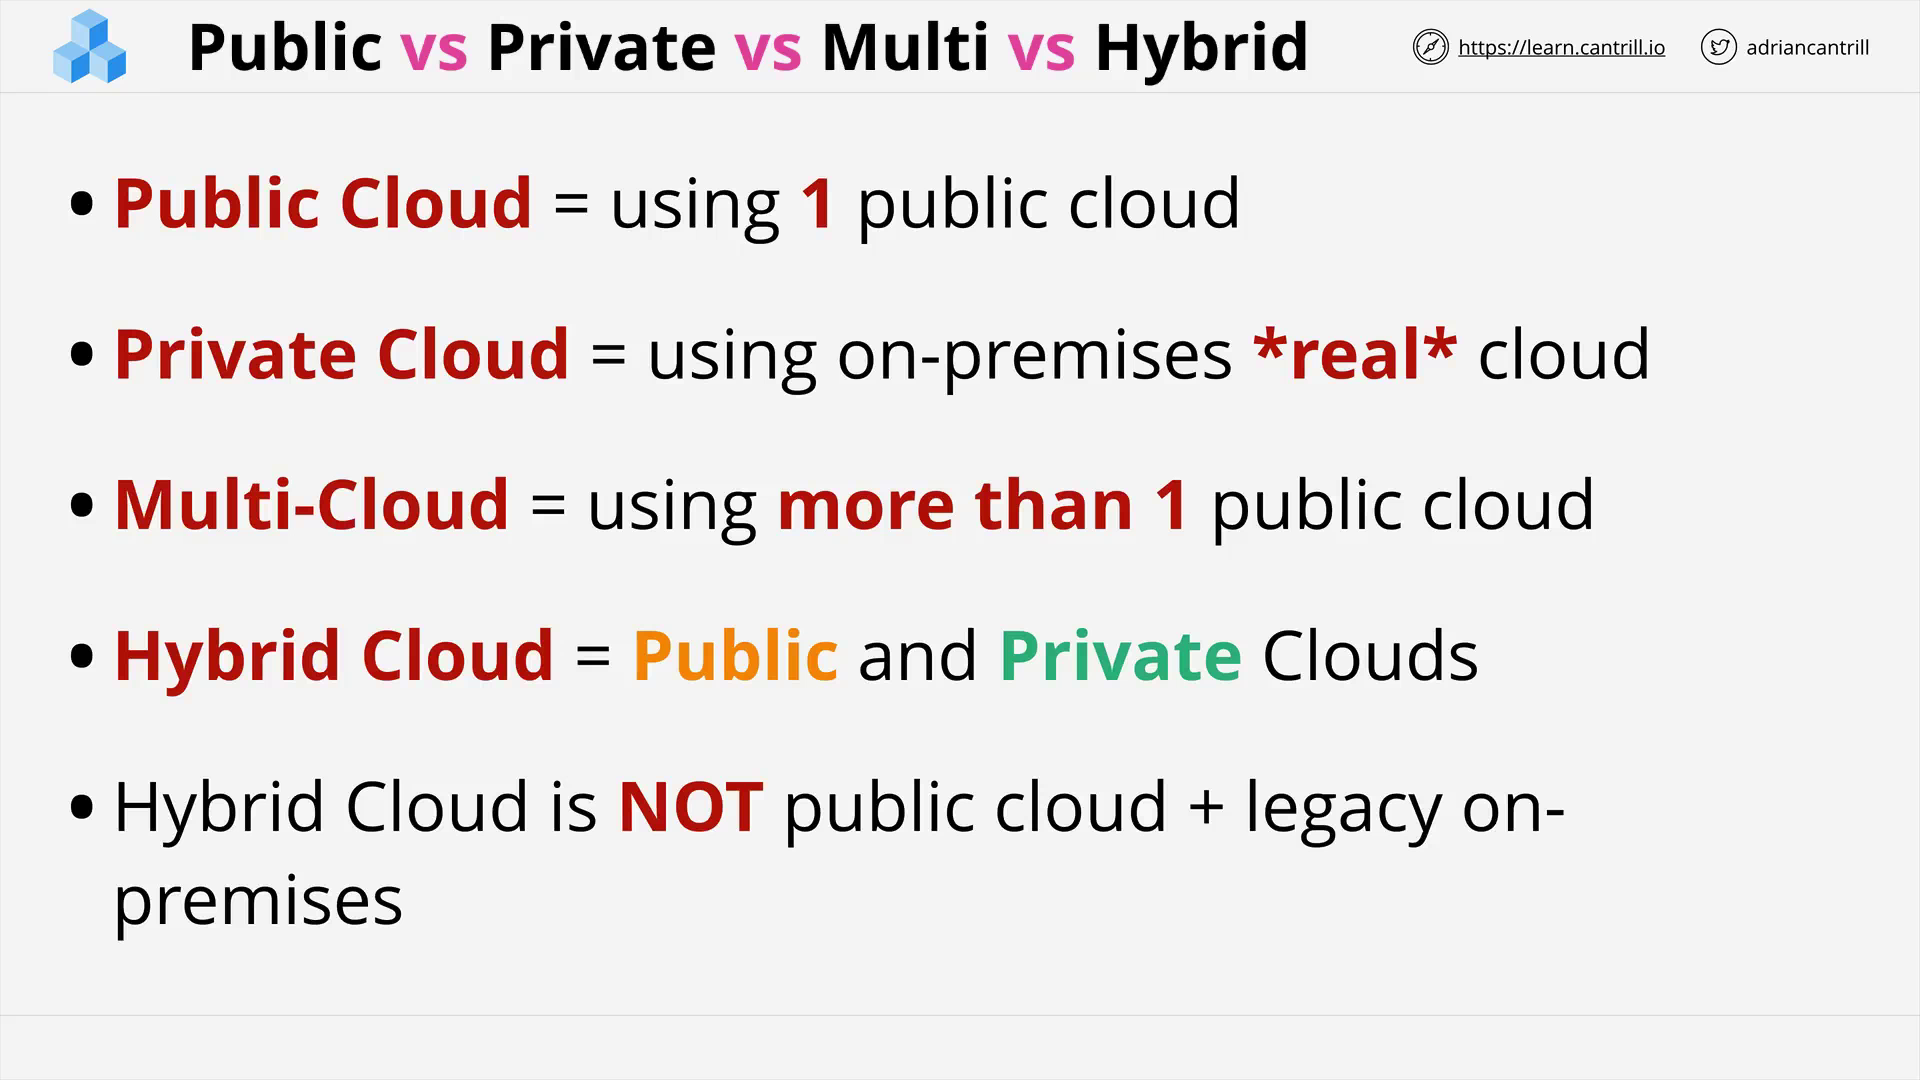 Public vs Private vs Multi vs Hybrid
https://learn.cantrill.io
adriancantrill
• Public Cloud = using 1 public cloud
• Private Cloud = using on-premises *real* cloud
• Multi-Cloud = using more than 1 public cloud
• Hybrid Cloud = Public and Private Clouds
• Hybrid Cloud is NOT public cloud + legacy on-
premises